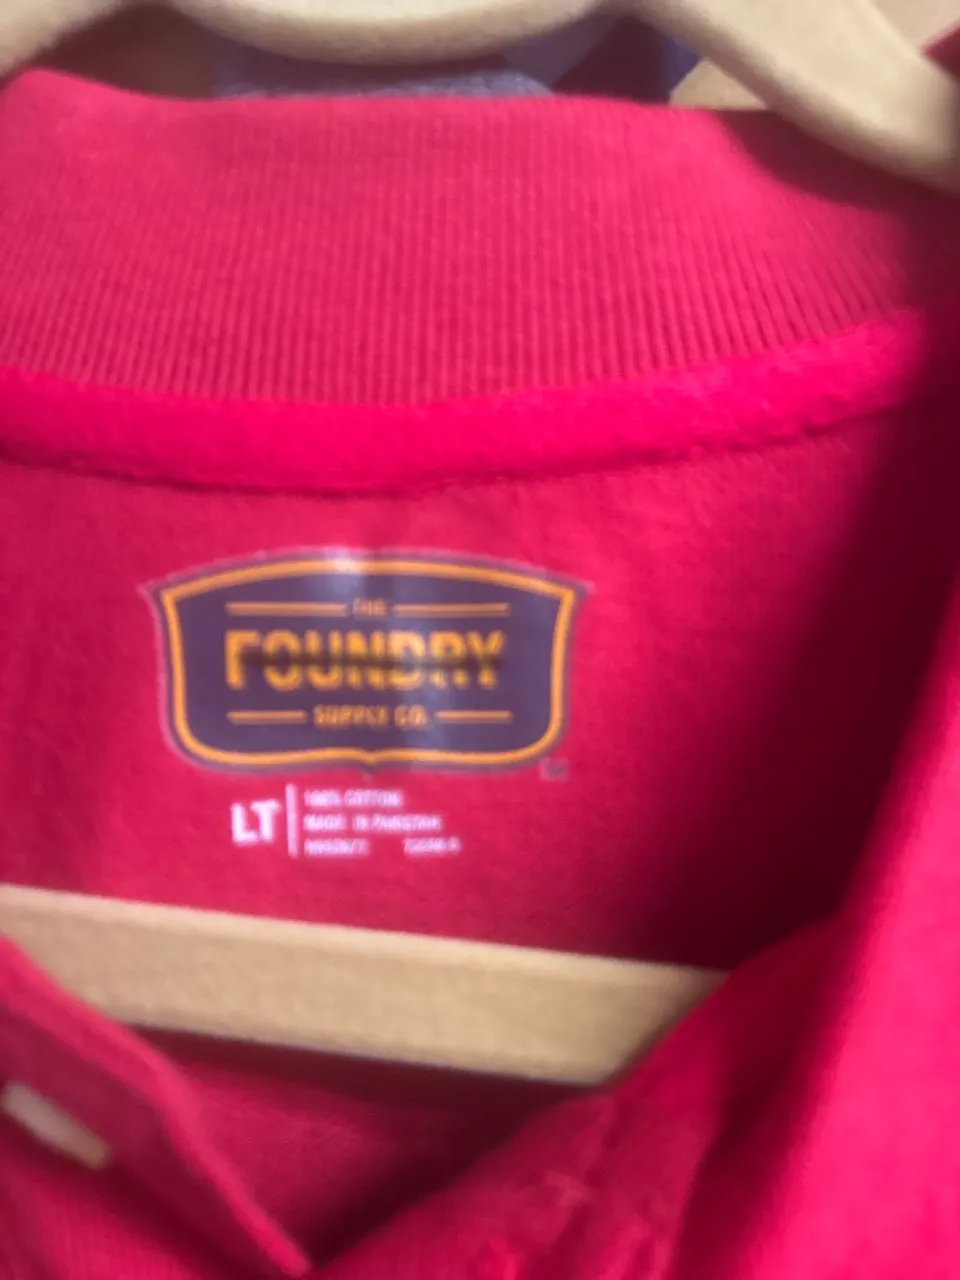 THE
FOUNDRY
SUPPLY CO.
LT
100% COTTON
MADE IN PAKISTAN